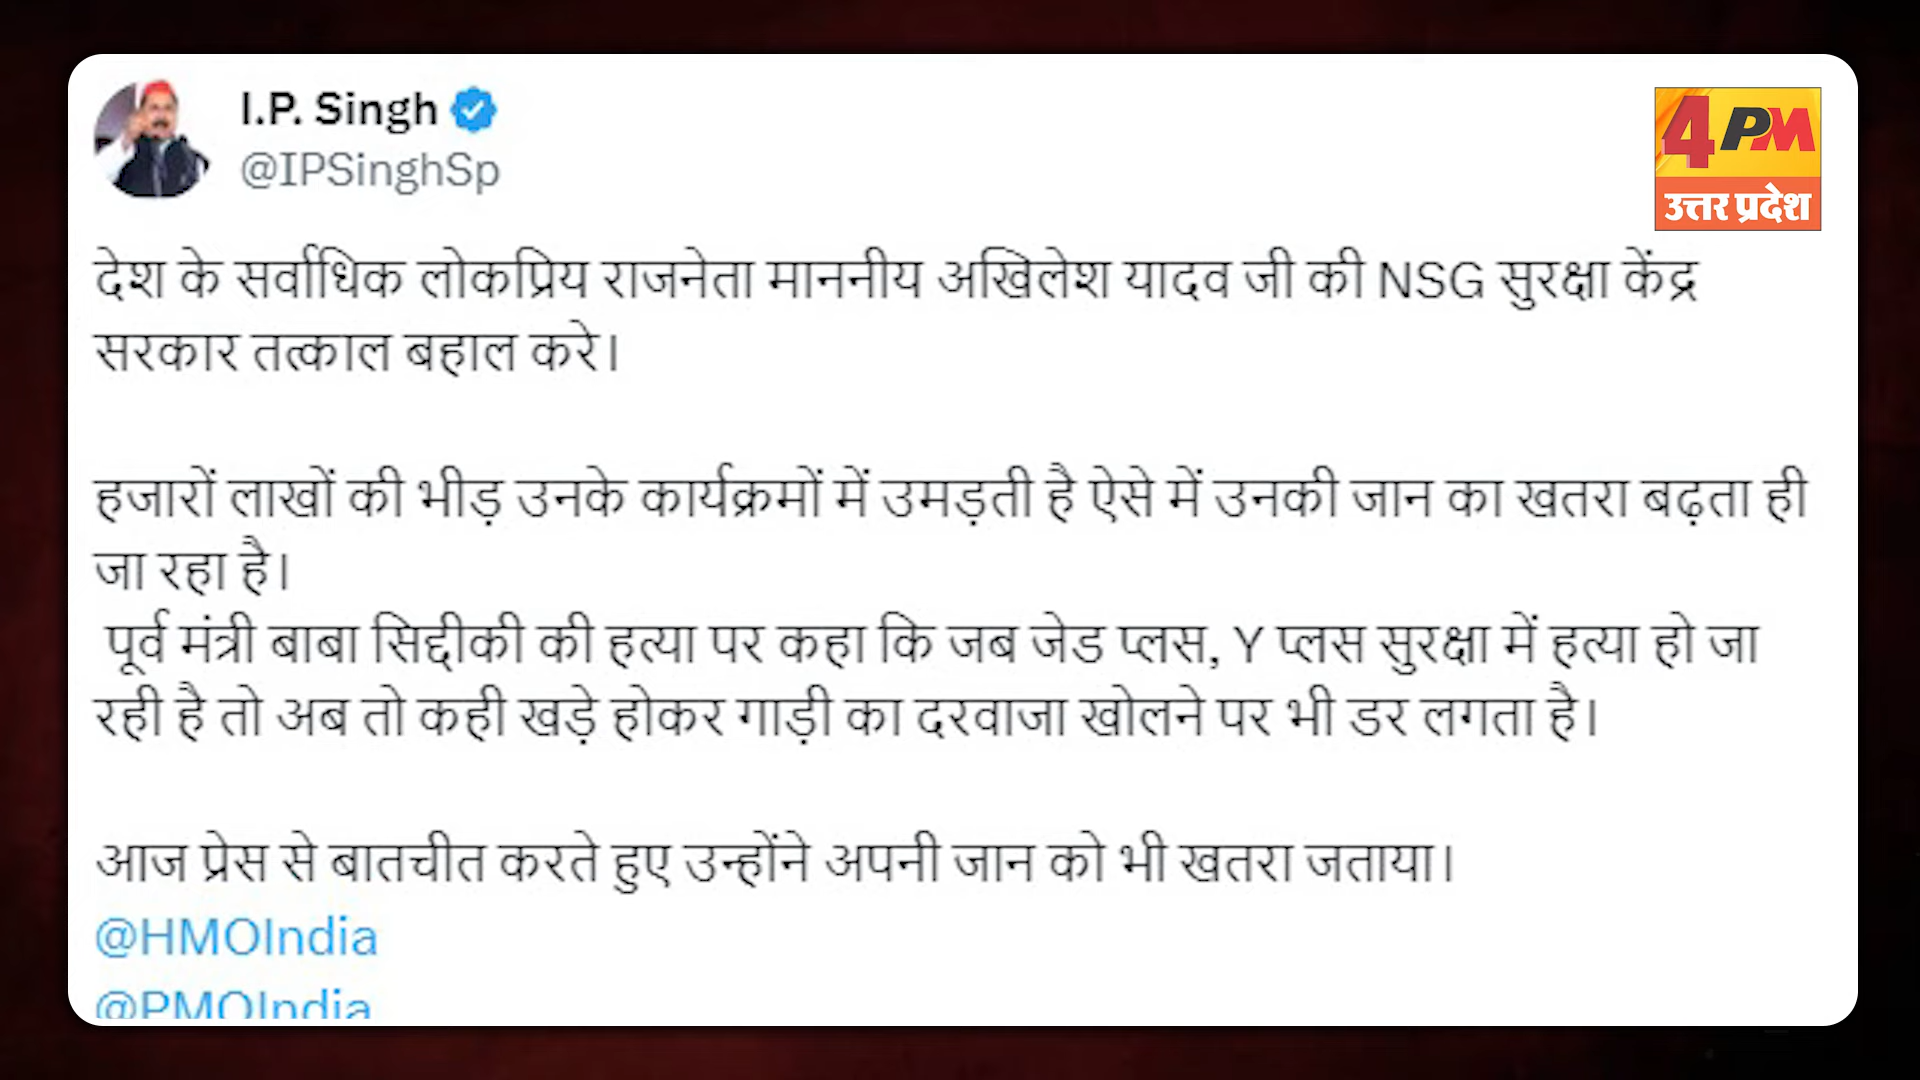 I.P. Singh
@IPSinghSp
4PM
उत्तर प्रदेश
देश के सर्वाधिक लोकप्रिय राजनेता माननीय अखिलेश यादव जी की NSG सुरक्षा केंद्र
सरकार तत्काल बहाल करे।
हजारों लाखों की भीड़ उनके कार्यक्रमों में उमड़ती है ऐसे में उनकी जान का खतरा बढ़ता ही
जा रहा है।
पूर्व मंत्री बाबा सिद्दीकी की हत्या पर कहा कि जब जेड प्लस, Y प्लस सुरक्षा में हत्या हो जा
रही है तो अब तो कही खड़े होकर गाड़ी का दरवाजा खोलने पर भी डर लगता है।
आज प्रेस से बातचीत करते हुए उन्होंने अपनी जान को भी खतरा जताया।
@HMOIndia
@PMOIndia